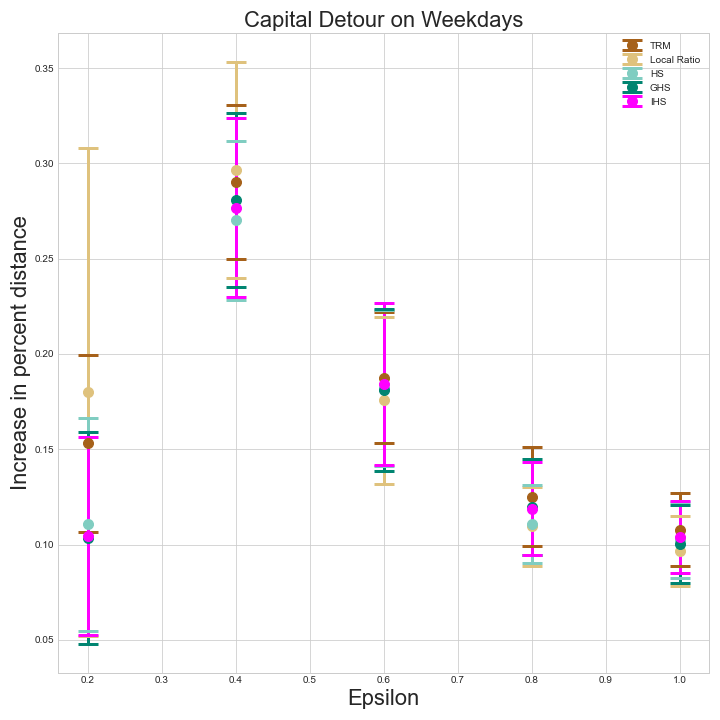 Capital Detour on Weekdays
TRM
Local Ratio
HS
GHS
IHS
Increase in percent distance
0.35
0.30
0.25
0.20
0.15
0.10
0.05
0.2 0.3 0.4 0.5 0.6 0.7 0.8 0.9 1.0
Epsilon